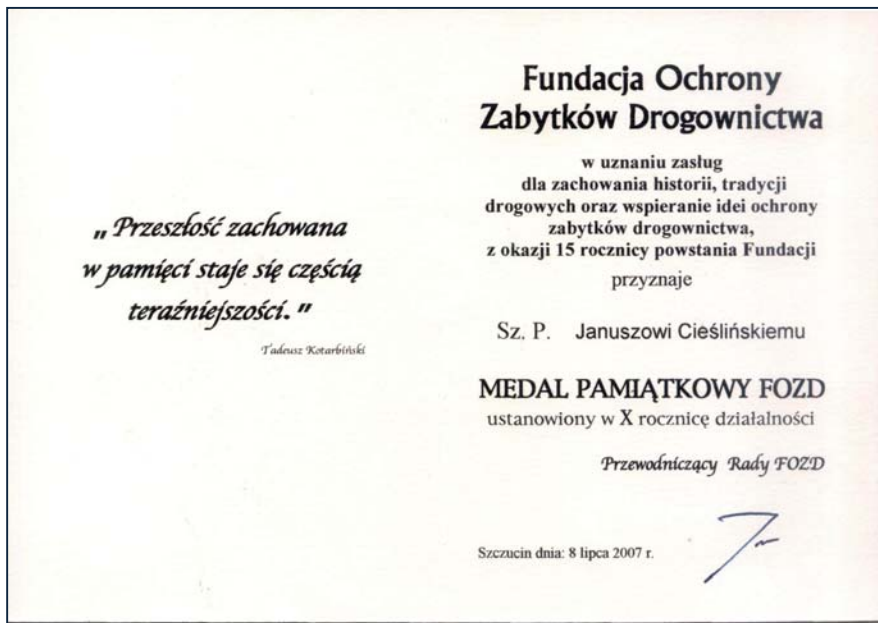 „Przeszłość zachowana
w pamięci staje się częścią
teraźniejszości."
Tadeusz Kotarbiński
Fundacja Ochrony
Zabytków Drogownictwa
w uznaniu zasług
dla zachowania historii, tradycji
drogowych oraz wspieranie idei ochrony
zabytków drogownictwa,
z okazji 15 rocznicy powstania Fundacji
przyznaje
Sz. P. Januszowi Cieślińskiemu
MEDAL PAMIĄTKOWY FOZD
ustanowiony w X rocznicę działalności
Przewodniczący Rady FOZD
Szczucin dnia: 8 lipca 2007 r.